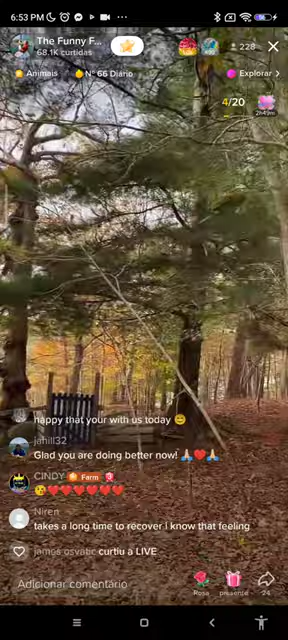 6:53 PM
The Funny F...
68.1K curtidas
228
Animais
Nº 66 Diário
Explorar
4/20
2h49m
happy that your with us today
jahill32
Glad you are doing better now!
CINDY Farm
Niren
takes a long time to recover I know that feeling
james osvatic curtiu a LIVE
Adicionar comentário
Rosa
presente
24